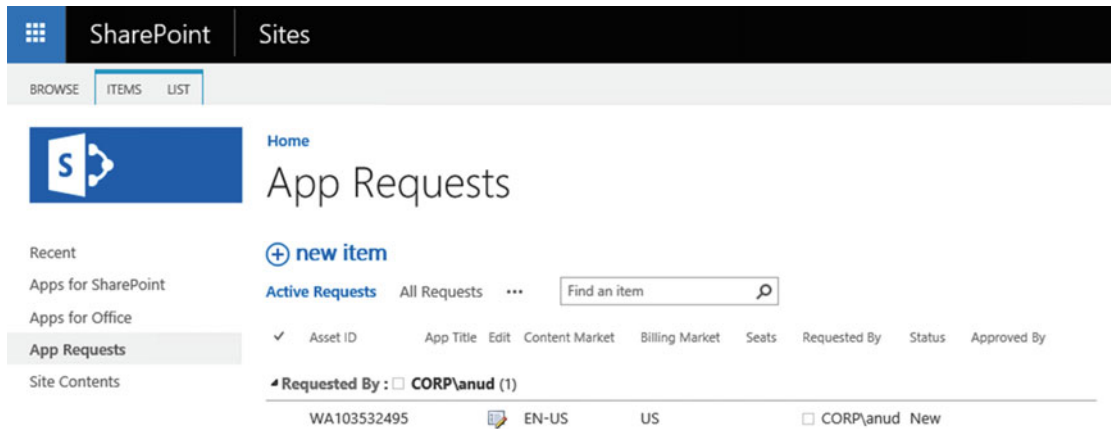 SharePoint Sites
BROWSE ITEMS LIST
S
Home
App Requests
Recent
Apps for SharePoint
Apps for Office
App Requests
Site Contents
new item
Active Requests All Requests ••• Find an item
Asset ID App Title Edit Content Market Billing Market Seats Requested By Status Approved By
Requested By : CORP\anud (1)
WA103532495 EN-US US CORP\anud New